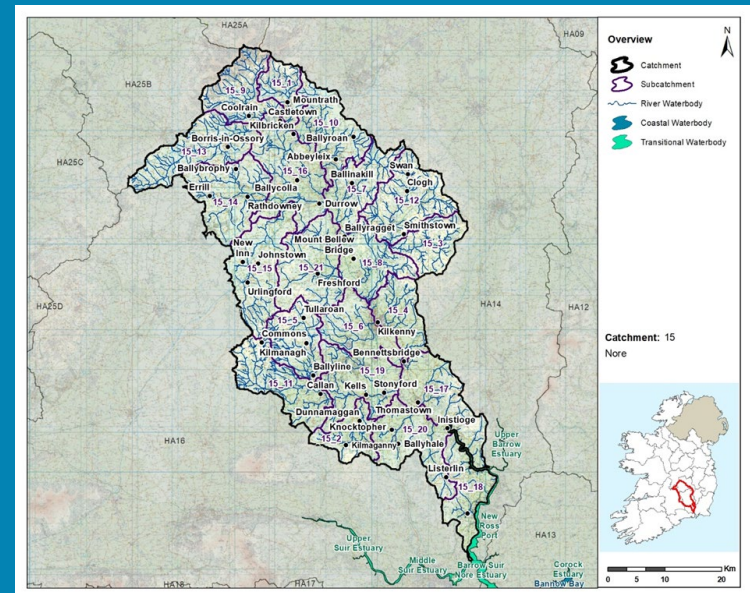 HA25A
HA09
HA25B
15_9
15_1
Mountrath
Coolrain
Castletown
15_10
Kilbricken
Borris-in-Ossory
Ballyroan
15_13
Abbeyleix
HA25C
Swan
Ballybrophy
15_16
Ballinakill
Clogh
Errill
Ballycolla
15_7
15_12
15_14
Rathdowney
Durrow
Ballyragget
Smithstown
New
Inn
Mount Bellew
Bridge
15_3
Johnstown
15_8
15_15
15_21
Freshford
Urlingford
HA25D
HA14
HA12
Tullaroan
15_4
15_5
15_6
Commons
Kilkenny
Kilmanagh
Bennettsbridge
Ballyline
15_19
15_11
Callan
Kells
Stonyford
15_17
Dunnamaggan
Thomastown
Inistioge
Knocktopher
15_20
HA16
15_2
Kilmaganny
Ballyhale
Upper
Barrow
Estuary
Listerlin
15_18
New
Ross
Port
HA13
Upper
Suir Estuary
Middle
Suir Estuary
Barrow Suir
Nore Estuary
Corock
Estuary
Bannow Bay
HA18
HA17
Overview
N
Catchment
Subcatchment
River Waterbody
Coastal Waterbody
Transitional Waterbody
Catchment: 15
Nore
Km
0 5 10 20